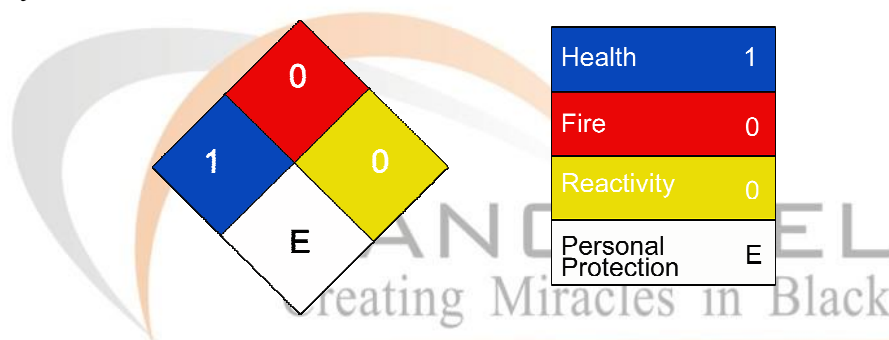 0
1
0
E
Health 1
Fire 0
Reactivity 0
Personal
Protection E
Creating Miracles in Black